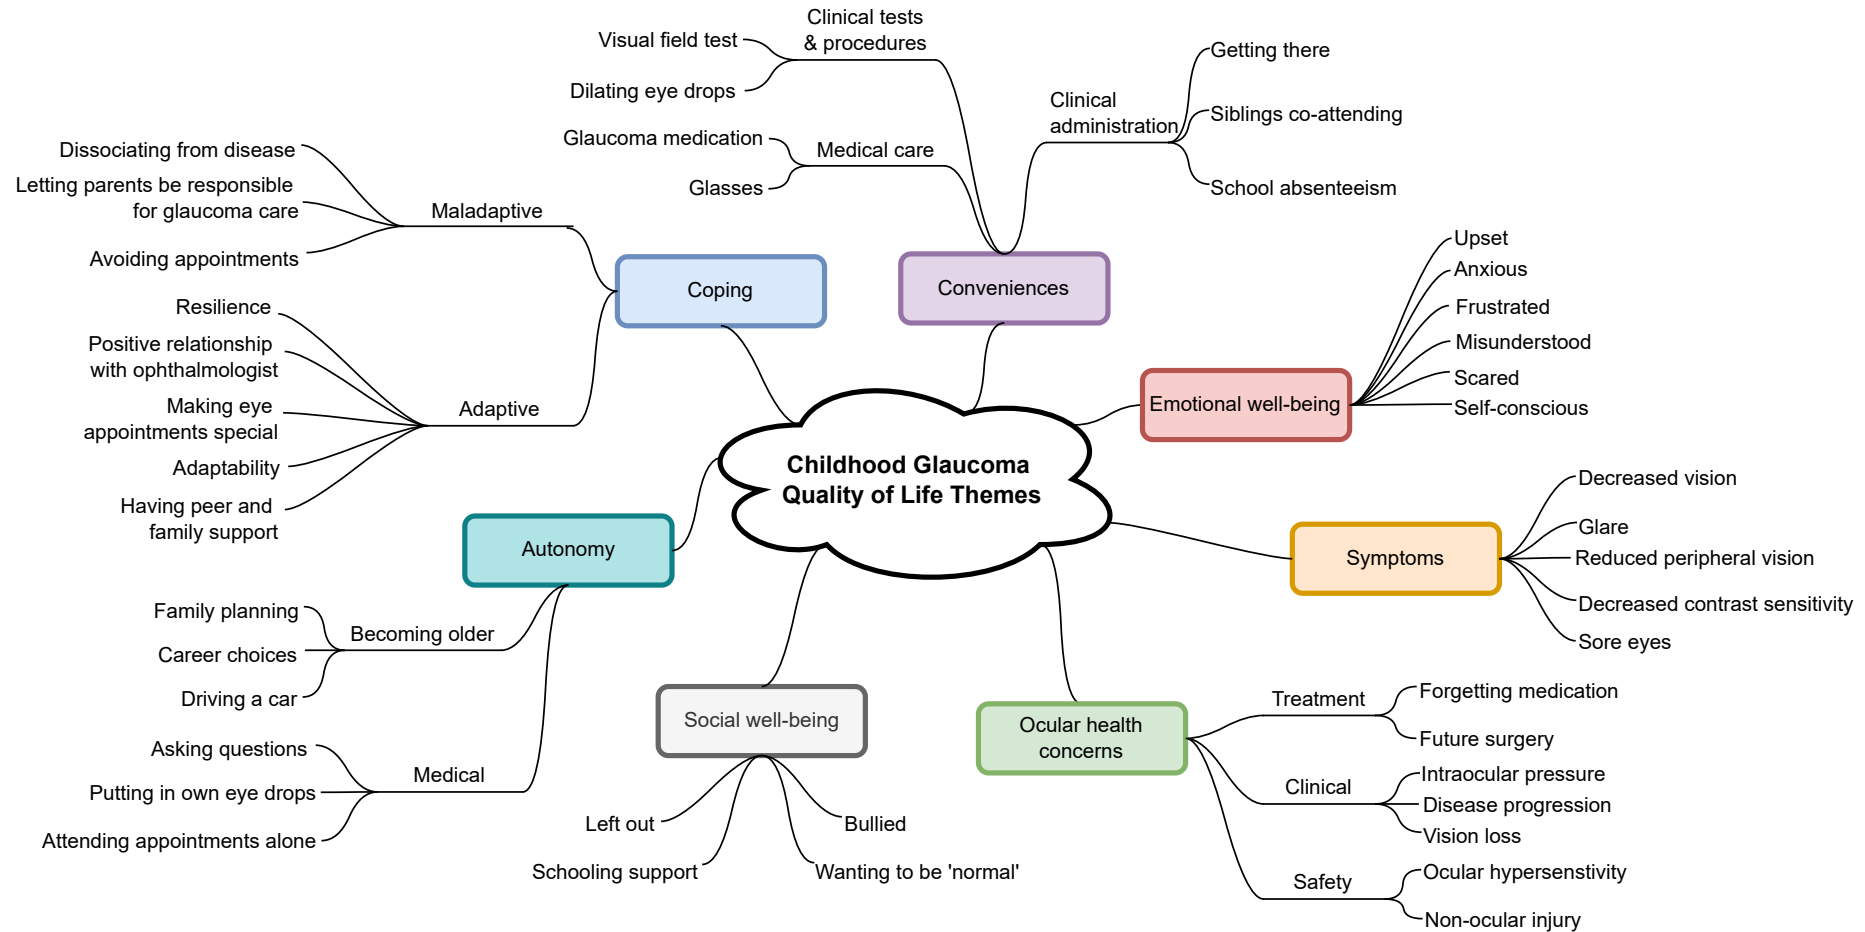 Clinical tests
& procedures
Visual field test
Dilating eye drops
Glaucoma medication
Medical care
Glasses
Clinical
administration
Getting there
Siblings co-attending
School absenteeism
Conveniences
Dissociating from disease
Letting parents be responsible
for glaucoma care
Avoiding appointments
Maladaptive
Coping
Resilience
Positive relationship
with ophthalmologist
Making eye
appointments special
Adaptability
Having peer and
family support
Adaptive
Emotional well-being
Upset
Anxious
Frustrated
Misunderstood
Scared
Self-conscious
Childhood Glaucoma
Quality of Life Themes
Autonomy
Family planning
Career choices
Driving a car
Becoming older
Asking questions
Putting in own eye drops
Attending appointments alone
Medical
Symptoms
Decreased vision
Glare
Reduced peripheral vision
Decreased contrast sensitivity
Sore eyes
Social well-being
Left out
Schooling support
Bullied
Wanting to be 'normal'
Ocular health
concerns
Treatment
Forgetting medication
Future surgery
Clinical
Intraocular pressure
Disease progression
Vision loss
Safety
Ocular hypersenstivity
Non-ocular injury